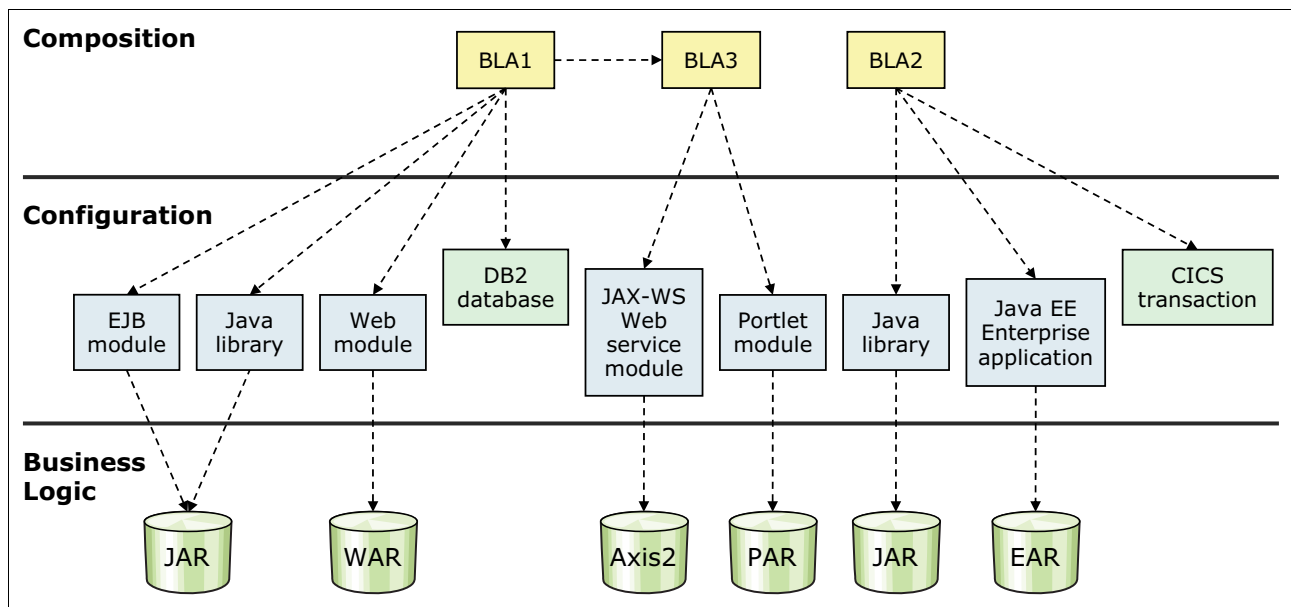 Composition
BLA1
BLA3
BLA2
Configuration
EJB
module
Java
library
Web
module
DB2
database
JAX-WS
Web
service
module
Portlet
module
Java
library
Java EE
Enterprise
application
CICS
transaction
Business
Logic
JAR
WAR
Axis2
PAR
JAR
EAR